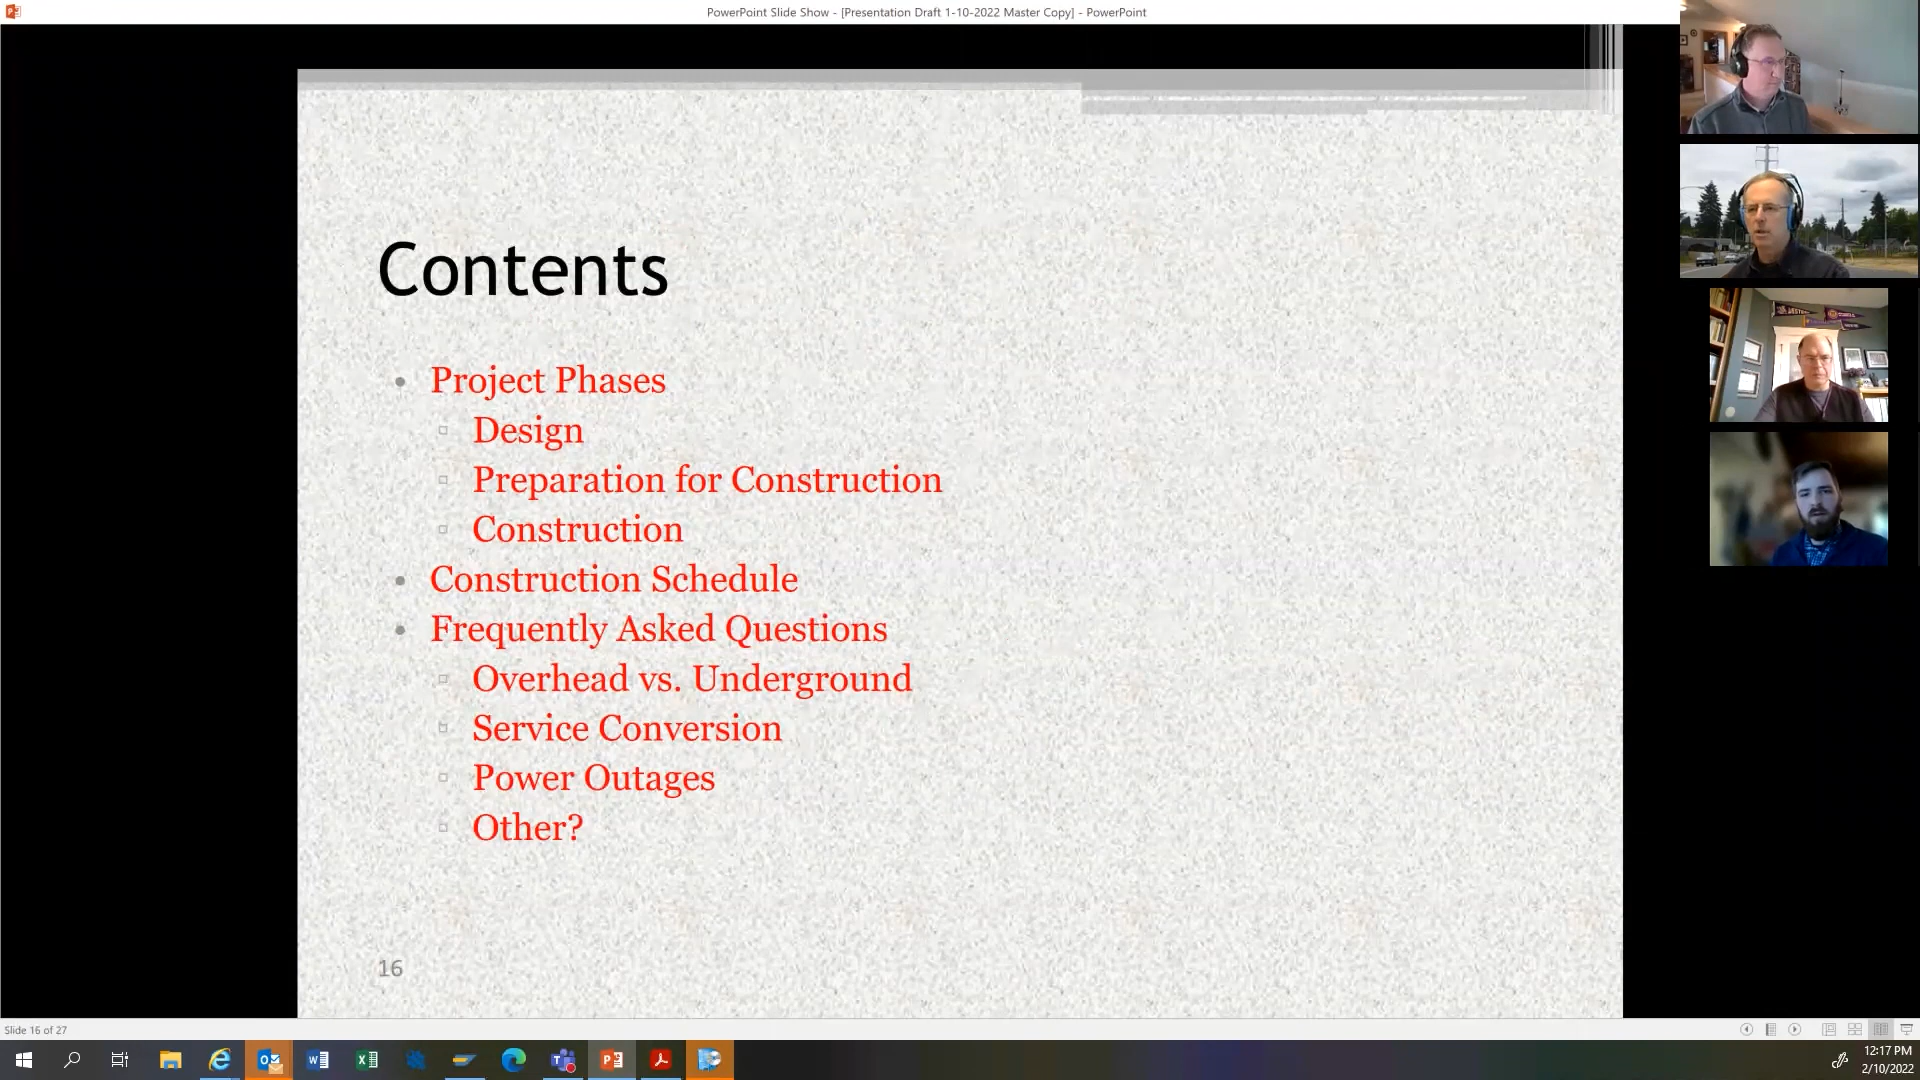 PowerPoint Slide Show - [Presentation Draft 1-10-2022 Master Copy] - PowerPoint
Contents
Project Phases
Design
Preparation for Construction
Construction
Construction Schedule
Frequently Asked Questions
Overhead vs. Underground
Service Conversion
Power Outages
Other?
16
Slide 16 of 27
12:17 PM
2/10/2022